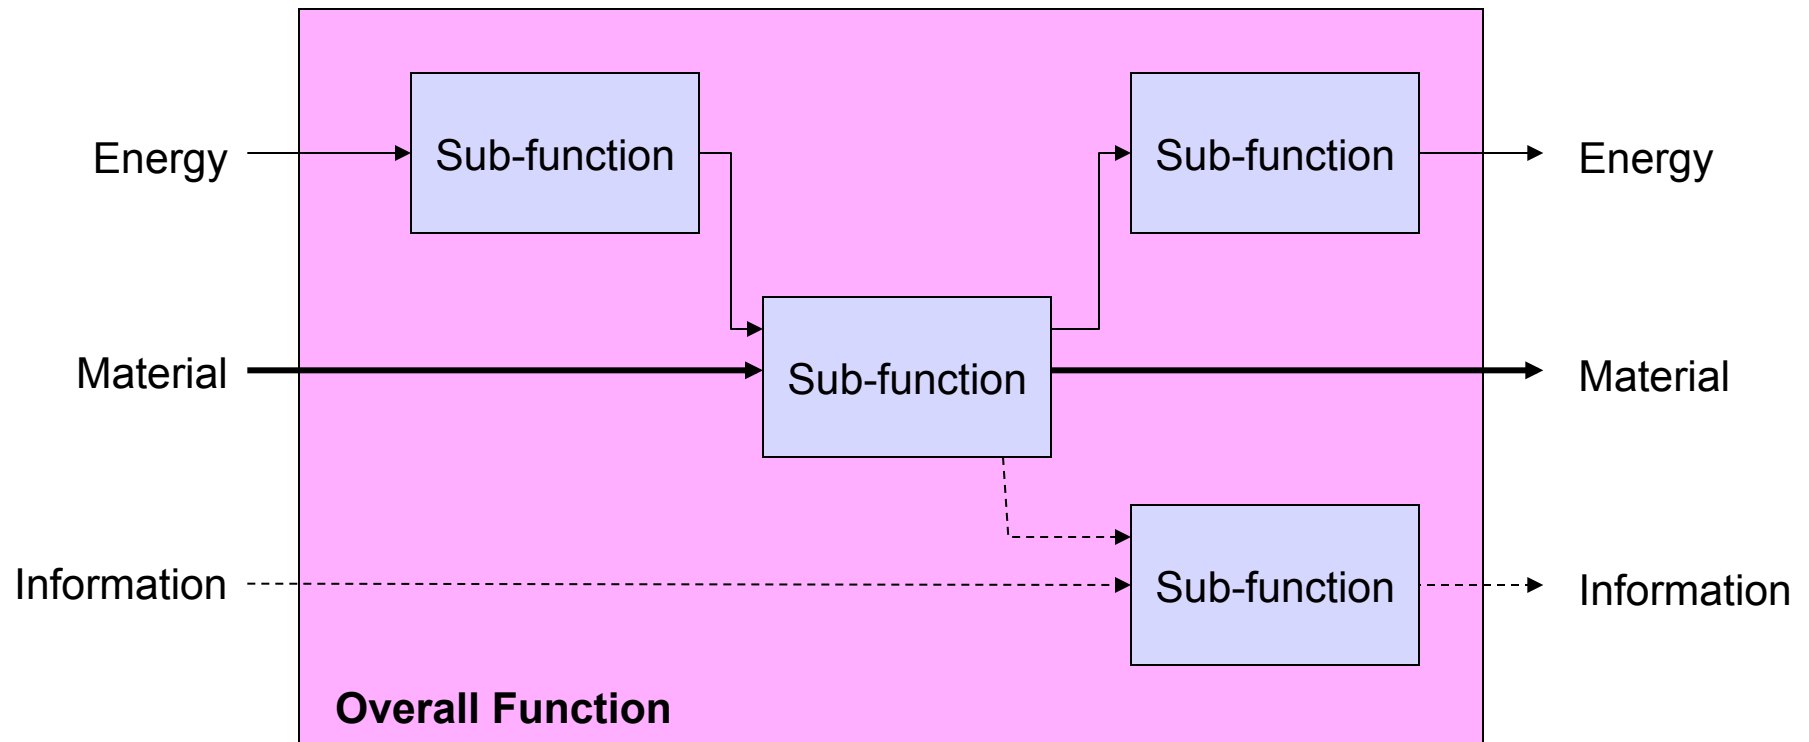 Energy
Sub-function
Sub-function
Energy
Material
Sub-function
Material
Information
Sub-function
Information
Overall Function